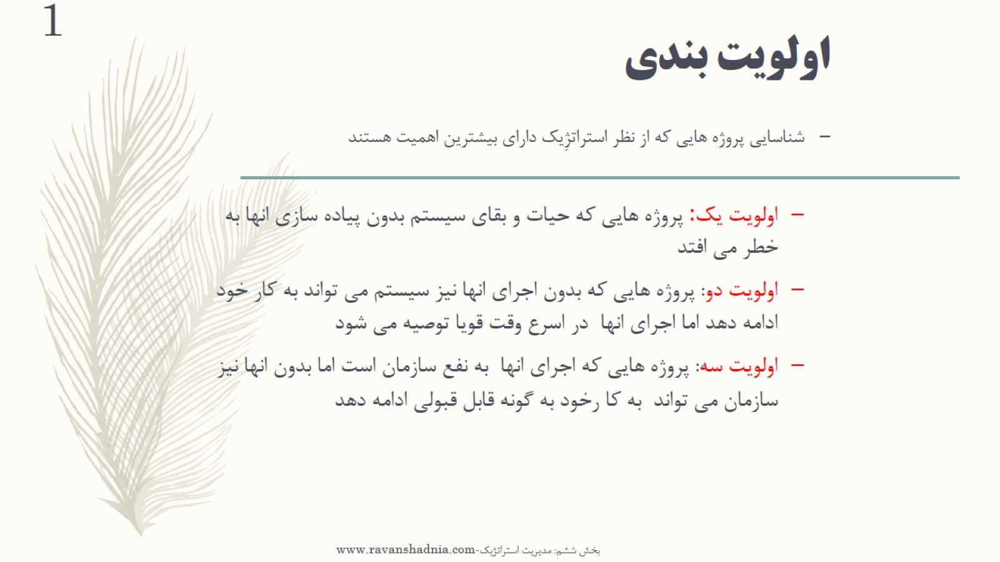 1
اولویت بندی
– شناسایی پروژه هایی که از نظر استراتژِیک دارای بیشترین اهمیت هستند
– اولویت یک: پروژه هایی که حیات و بقای سیستم بدون پیاده سازی انها به
خطر می افتد
– اولویت دو: پروژه هایی که بدون اجرای انها نیز سیستم می تواند به کار خود
ادامه دهد اما اجرای انها  در اسرع وقت قویا توصیه می شود
– اولویت سه: پروژه هایی که اجرای انها  به نفع سازمان است اما بدون انها نیز
سازمان می تواند  به کا رخود به گونه قابل قبولی ادامه دهد
بخش ششم: مدیریت استراتژیک-www.ravanshadnia.com